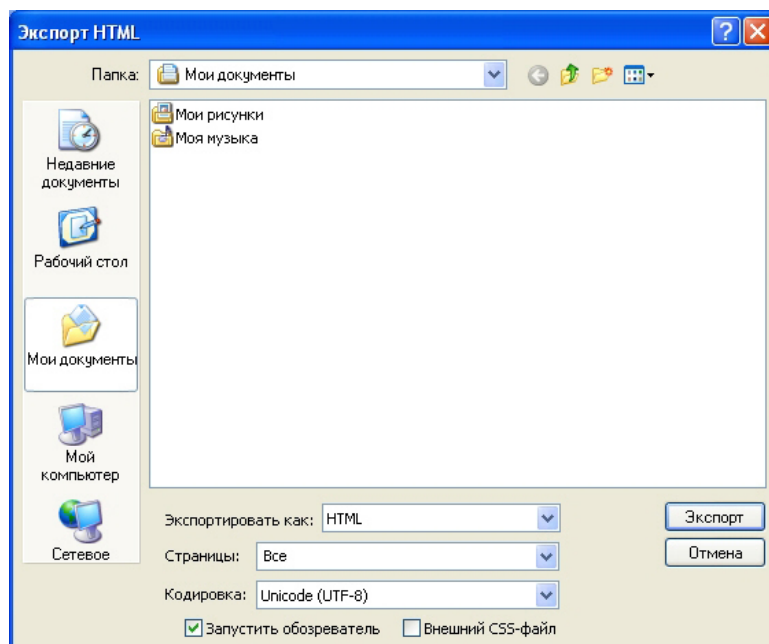 Экспорт HTML
Папка: Мои документы
Мои рисунки
Моя музыка
Недавние
документы
Рабочий стол
Мои документы
Мой
компьютер
Сетевое
Экспортировать как: HTML
Экспорт
Страницы: Все
Отмена
Кодировка: Unicode (UTF-8)
Запустить обозреватель Внешний CSS-файл